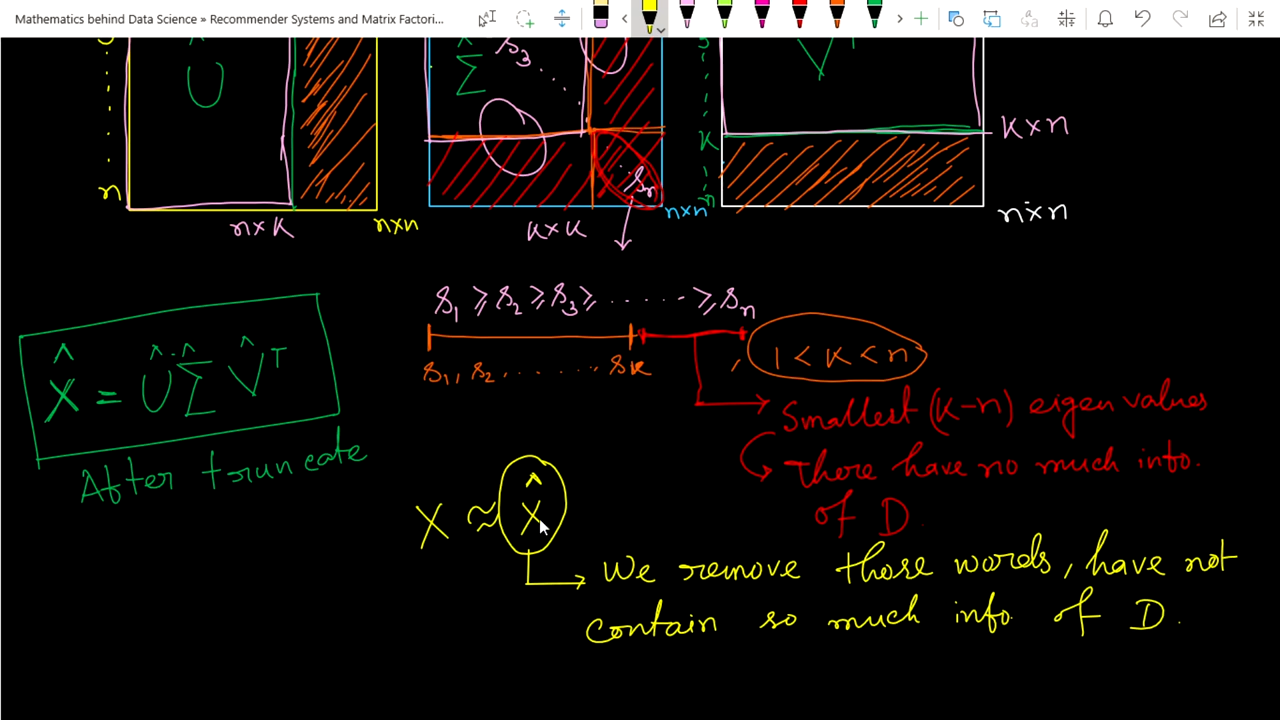 Mathematics behind Data Science » Recommender Systems and Matrix Factori...
n
Û
n×k
n×n
Σ̂
s3
sn
k×k
n×n
V̂ᵀ
k
n
k×n
n×n
s1 ≥ s2 ≥ s3 ≥ ...... ≥ sn
s1, s2, ........, sk , 1 < k < n
X̂ = Û Σ̂ V̂ᵀ
After truncate
Smallest (k-n) eigen values
There have no much info.
of D.
X ≈ X̂
We remove those words, have not
contain so much info. of D.